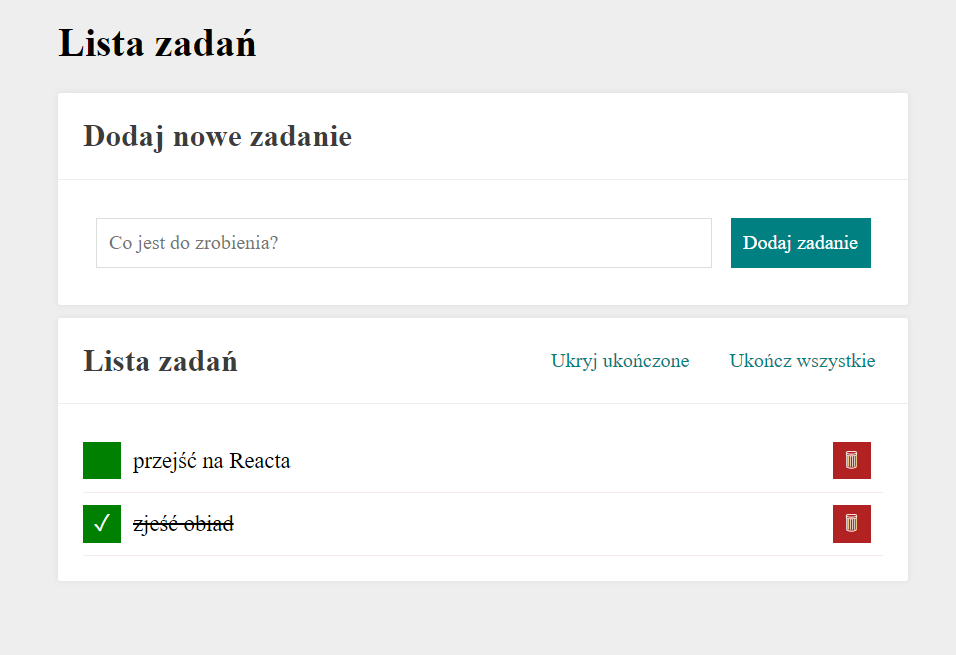 Lista zadań
Dodaj nowe zadanie
Co jest do zrobienia?
Dodaj zadanie
Lista zadań
Ukryj ukończone
Ukończ wszystkie
przejść na Reacta
zjeść obiad